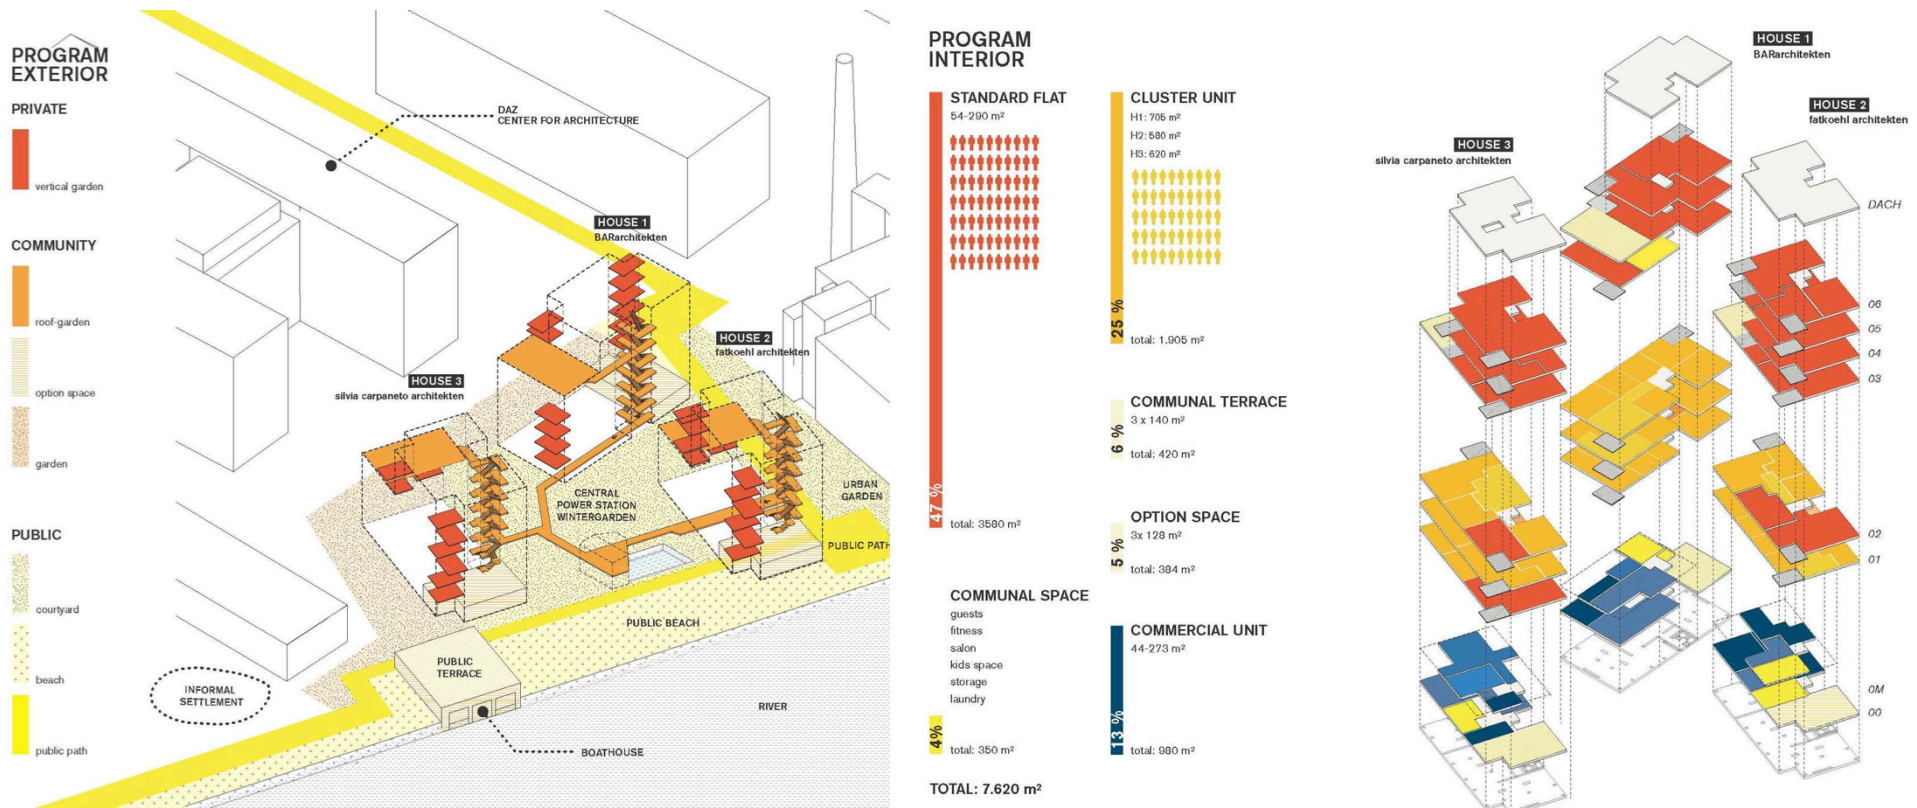 PROGRAM
EXTERIOR
PRIVATE
vertical garden
COMMUNITY
roof-garden
option space
garden
PUBLIC
courtyard
beach
public path
DAZ
CENTER FOR ARCHITECTURE
HOUSE 1
BARarchitekten
HOUSE 2
fatkoehl architekten
HOUSE 3
silvia carpaneto architekten
CENTRAL
POWER STATION
WINTERGARDEN
URBAN
GARDEN
PUBLIC PATH
PUBLIC BEACH
PUBLIC
TERRACE
INFORMAL
SETTLEMENT
RIVER
BOATHOUSE
PROGRAM
INTERIOR
STANDARD FLAT
54-290 m²
47 %
total: 3580 m²
COMMUNAL SPACE
guests
fitness
salon
kids space
storage
laundry
4%
total: 350 m²
TOTAL: 7.620 m²
CLUSTER UNIT
H1: 705 m²
H2: 580 m²
H3: 620 m²
25 %
total: 1.905 m²
COMMUNAL TERRACE
3 x 140 m²
6 %
total: 420 m²
OPTION SPACE
3x 128 m²
5 %
total: 384 m²
COMMERCIAL UNIT
44-273 m²
13 %
total: 980 m²
HOUSE 1
BARarchitekten
HOUSE 2
fatkoehl architekten
HOUSE 3
silvia carpaneto architekten
DACH
06
05
04
03
02
01
0M
00